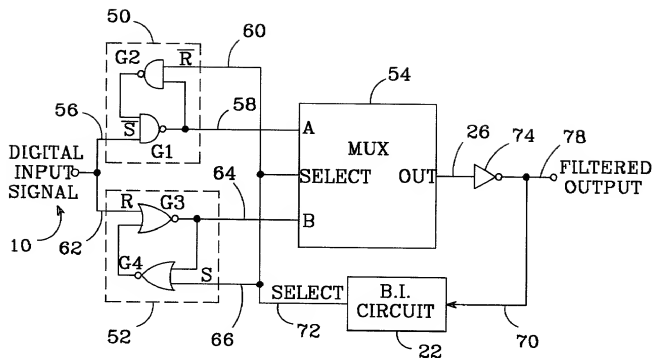 50
60
54
G2
R̅
56
58
S̅
G1
A
MUX
26
74
78
DIGITAL
INPUT
SIGNAL
SELECT
OUT
FILTERED
OUTPUT
64
R
G3
B
10
62
G4
S
SELECT
B.I.
CIRCUIT
52
66
72
22
70